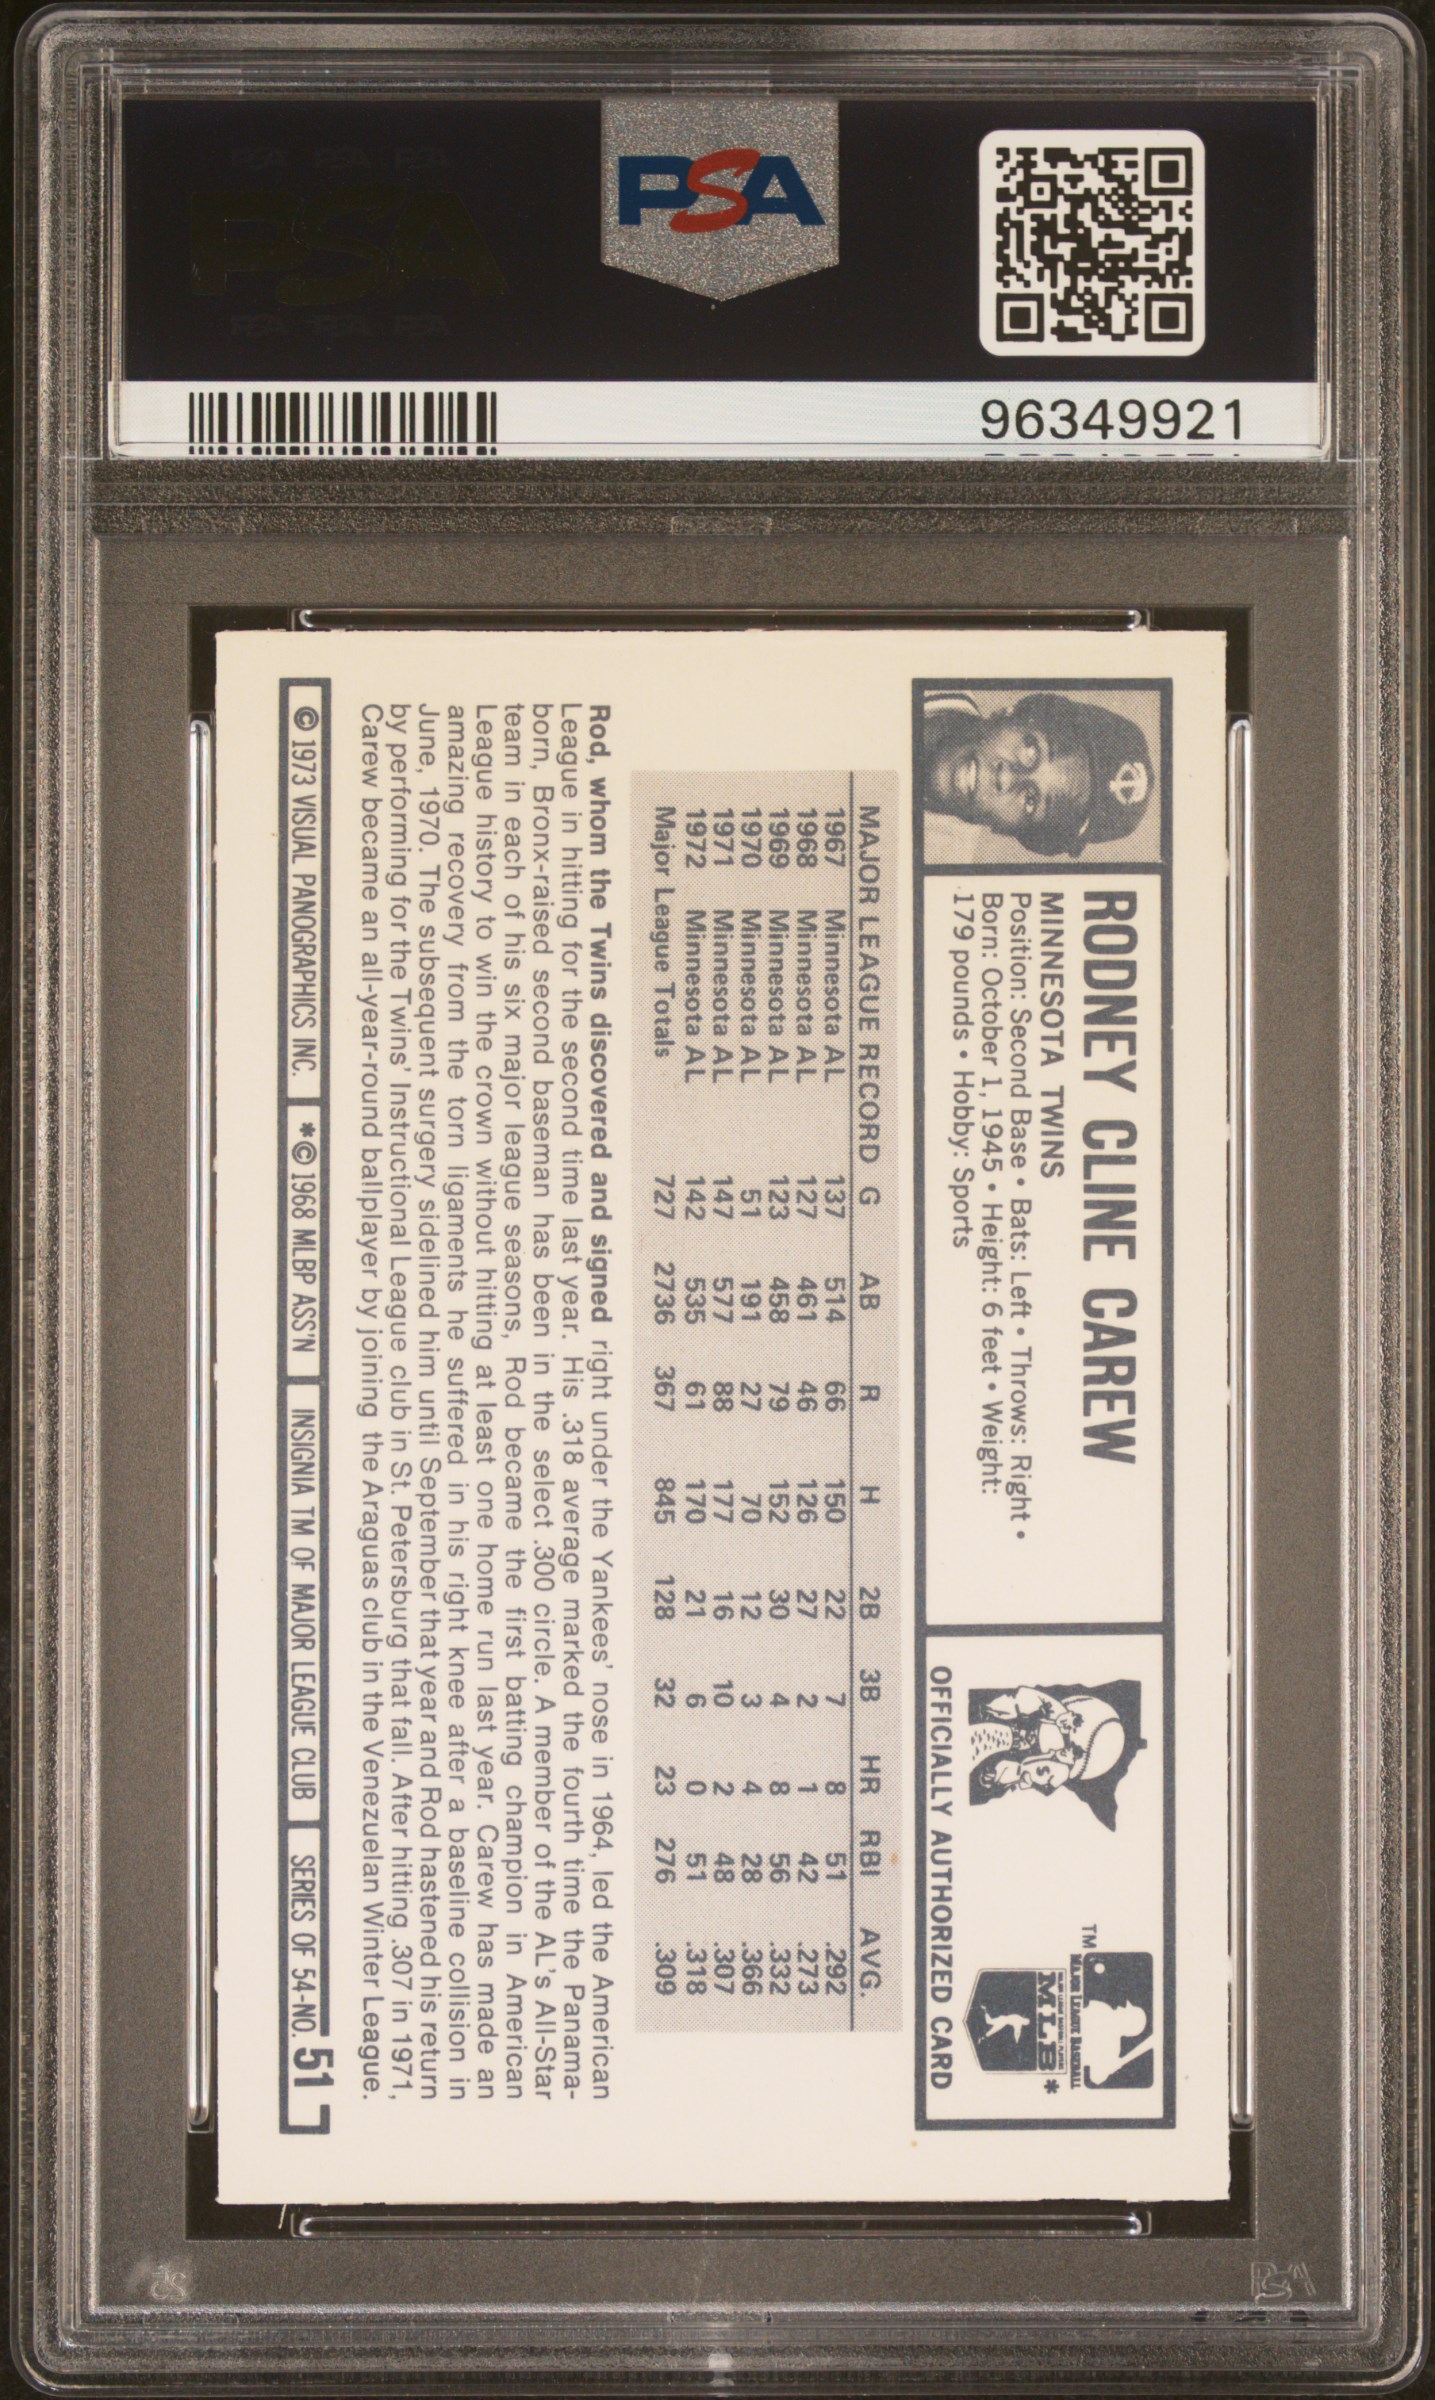 PSA
96349921
RODNEY CLINE CAREW
MINNESOTA TWINS
Position: Second Base • Bats: Left • Throws: Right •
Born: October 1, 1945 • Height: 6 feet • Weight:
179 pounds • Hobby: Sports
TM
MAJOR LEAGUE BASEBALL
MLB *
OFFICIALLY AUTHORIZED CARD
MAJOR LEAGUE RECORD G AB R H 2B 3B HR RBI AVG.
1967 Minnesota AL 137 514 66 150 22 7 8 51 .292
1968 Minnesota AL 127 461 46 126 27 2 1 42 .273
1969 Minnesota AL 123 458 79 152 30 4 8 56 .332
1970 Minnesota AL 51 191 27 70 12 3 4 28 .366
1971 Minnesota AL 147 577 88 177 16 10 2 48 .307
1972 Minnesota AL 142 535 61 170 21 6 0 51 .318
Major League Totals 727 2736 367 845 128 32 23 276 .309
Rod, whom the Twins discovered and signed right under the Yankees' nose in 1964, led the American
League in hitting for the second time last year. His .318 average marked the fourth time the Panama-
born, Bronx-raised second baseman has been in the select .300 circle. A member of the AL's All-Star
team in each of his six major league seasons, Rod became the first batting champion in American
League history to win the crown without hitting at least one home run last year. Carew has made an
amazing recovery from the torn ligaments he suffered in his right knee after a baseline collision in
June, 1970. The subsequent surgery sidelined him until September that year and Rod hastened his return
by performing for the Twins' Instructional League club in St. Petersburg that fall. After hitting .307 in 1971,
Carew became an all-year-round ballplayer by joining the Araguas club in the Venezuelan Winter League.
© 1973 VISUAL PANOGRAPHICS INC. *© 1968 MLBP ASS'N INSIGNIA TM OF MAJOR LEAGUE CLUB SERIES OF 54-NO. 51